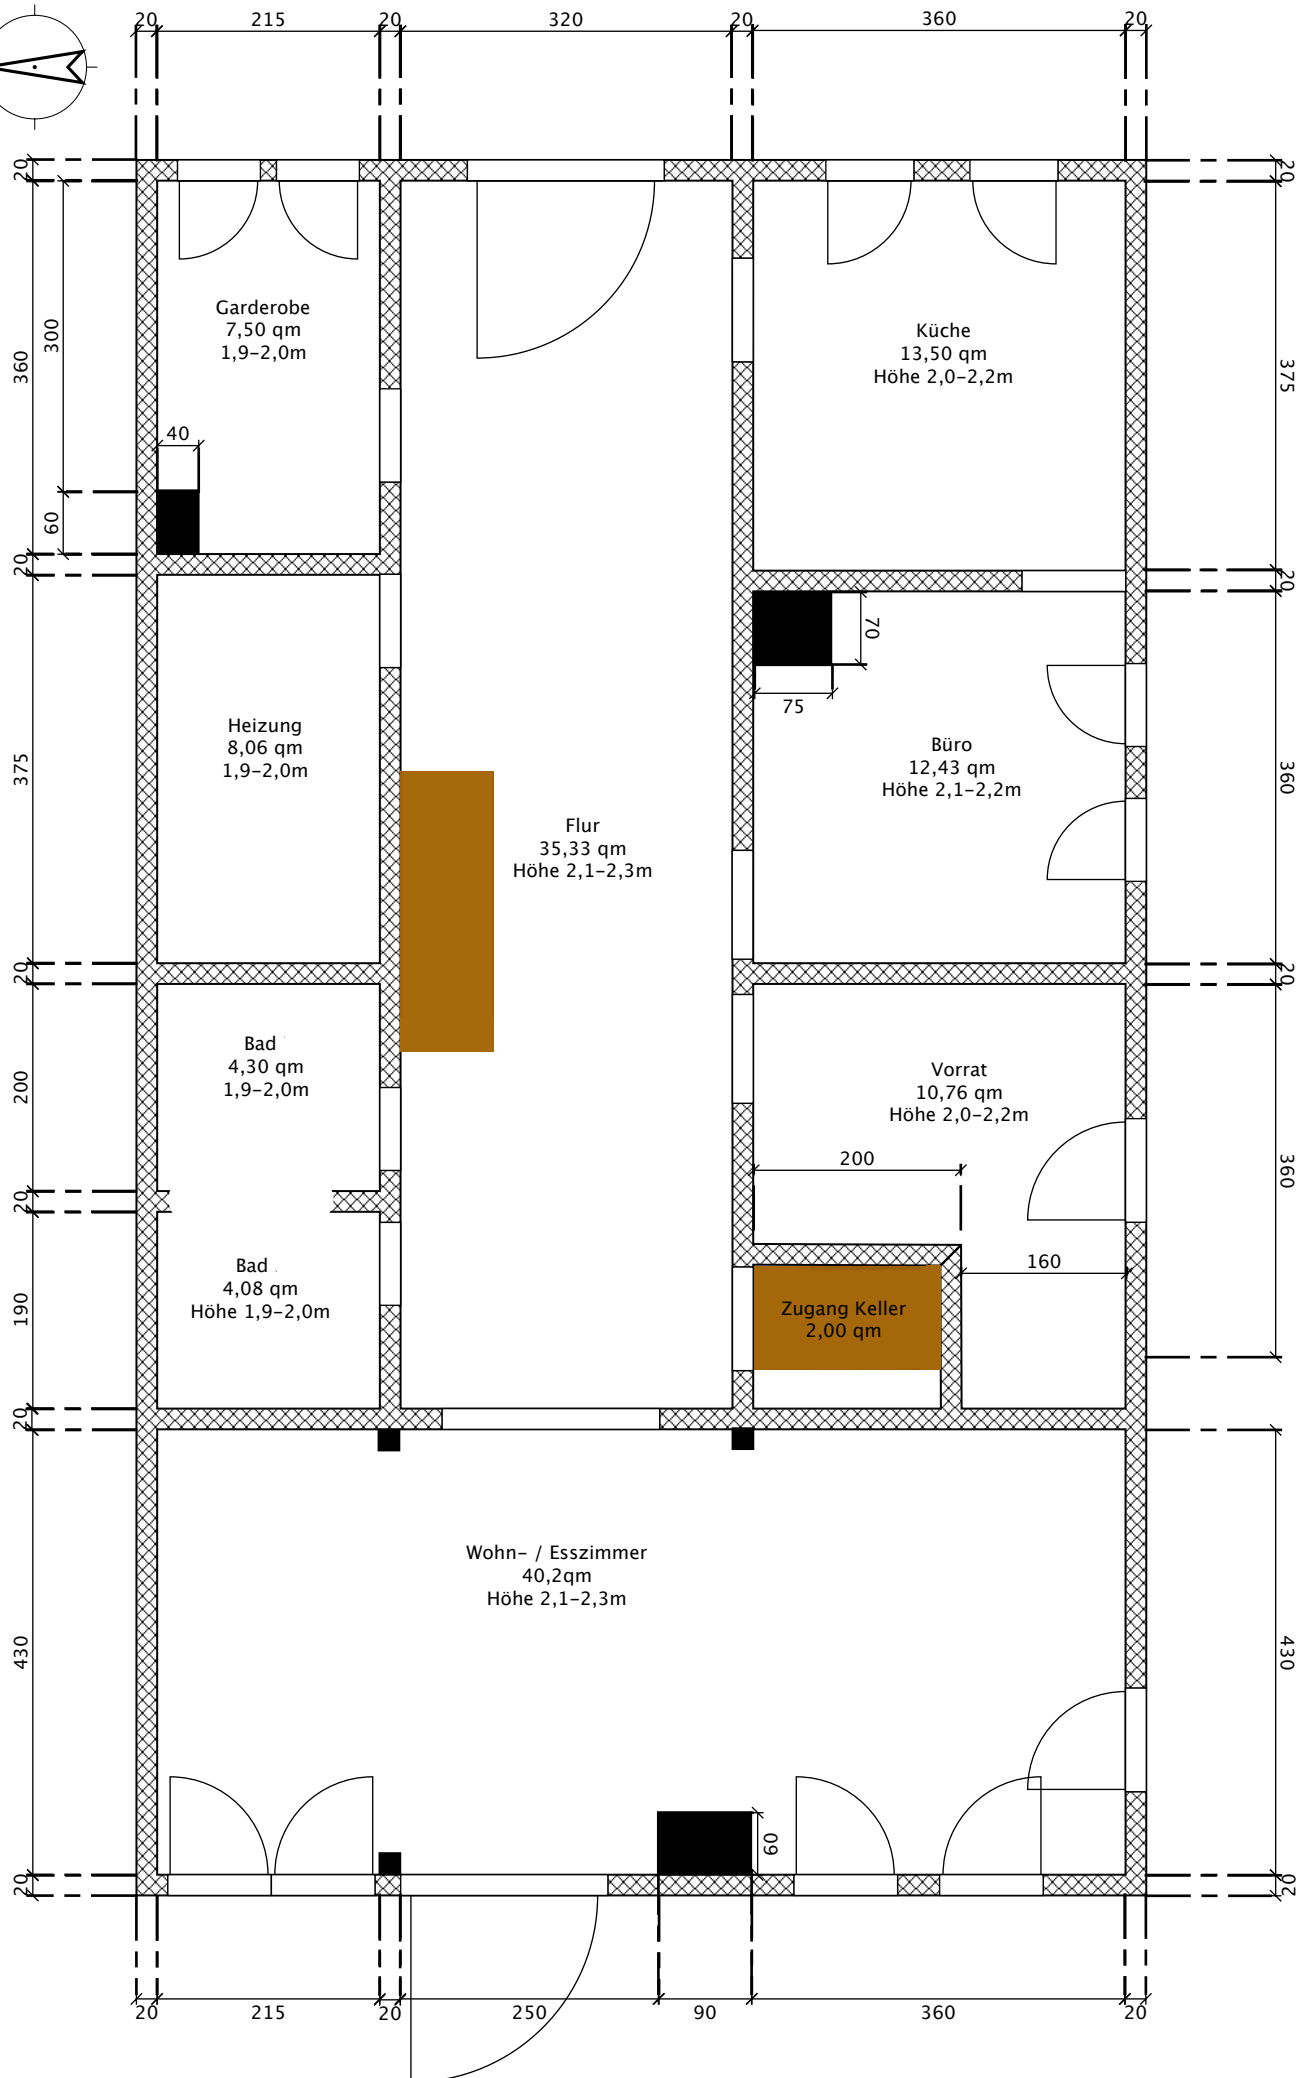 20
215
20
320
20
360
20
20
20
300
360
Garderobe
7,50 qm
1,9–2,0m
Küche
13,50 qm
Höhe 2,0–2,2m
375
40
60
20
20
70
75
Heizung
8,06 qm
1,9–2,0m
Büro
12,43 qm
Höhe 2,1–2,2m
375
360
Flur
35,33 qm
Höhe 2,1–2,3m
20
20
Bad
4,30 qm
1,9–2,0m
Vorrat
10,76 qm
Höhe 2,0–2,2m
200
360
200
20
160
Bad
4,08 qm
Höhe 1,9–2,0m
Zugang Keller
2,00 qm
190
20
Wohn– / Esszimmer
40,2qm
Höhe 2,1–2,3m
430
430
60
20
20
20
215
20
250
90
360
20